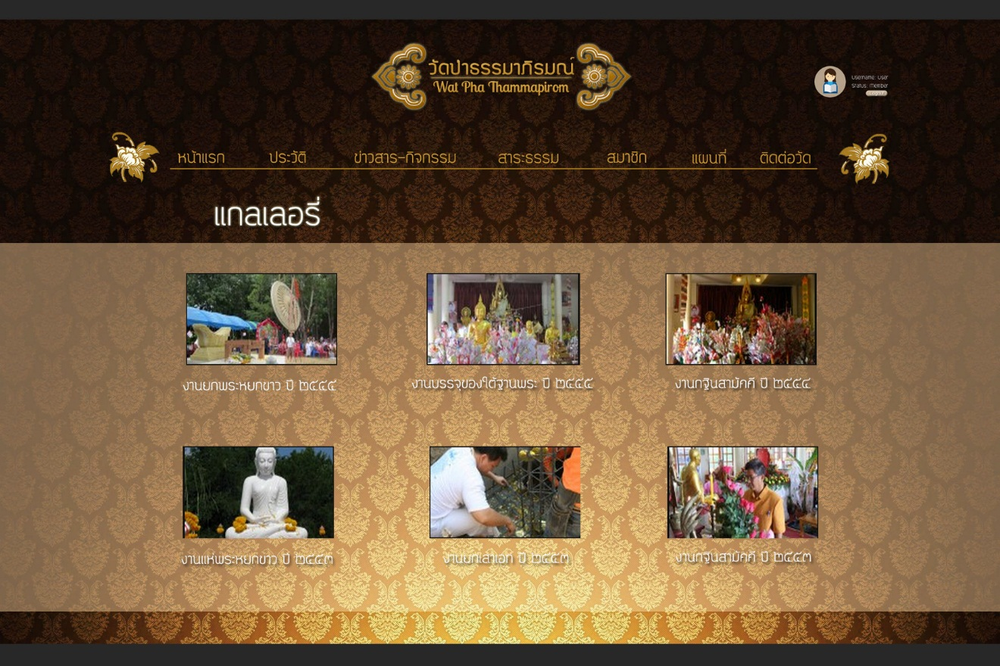 วัดป่าธรรมาภิรมณ์
Wat Pha Thammapirom
Username: User
Status: member
Logout
หน้าแรก ประวัติ ข่าวสาร-กิจกรรม สาระธรรม สมาชิก แผนที่ ติดต่อวัด
แกลเลอรี่
งานยกพระหยกขาว ปี ๒๕๕๕ งานบรรจุของใต้ฐานพระ ปี ๒๕๕๕ งานกฐินสามัคคี ปี ๒๕๕๔
งานแห่พระหยกขาว ปี ๒๕๕๓ งานยกเสาเอก ปี ๒๕๕๓ งานกฐินสามัคคี ปี ๒๕๕๓